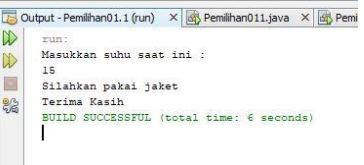 Output - Pemilihan01.1 (run) × Pemilihan011.java × Pemi
run:
Masukkan suhu saat ini :
15
Silahkan pakai jaket
Terima Kasih
BUILD SUCCESSFUL (total time: 6 seconds)